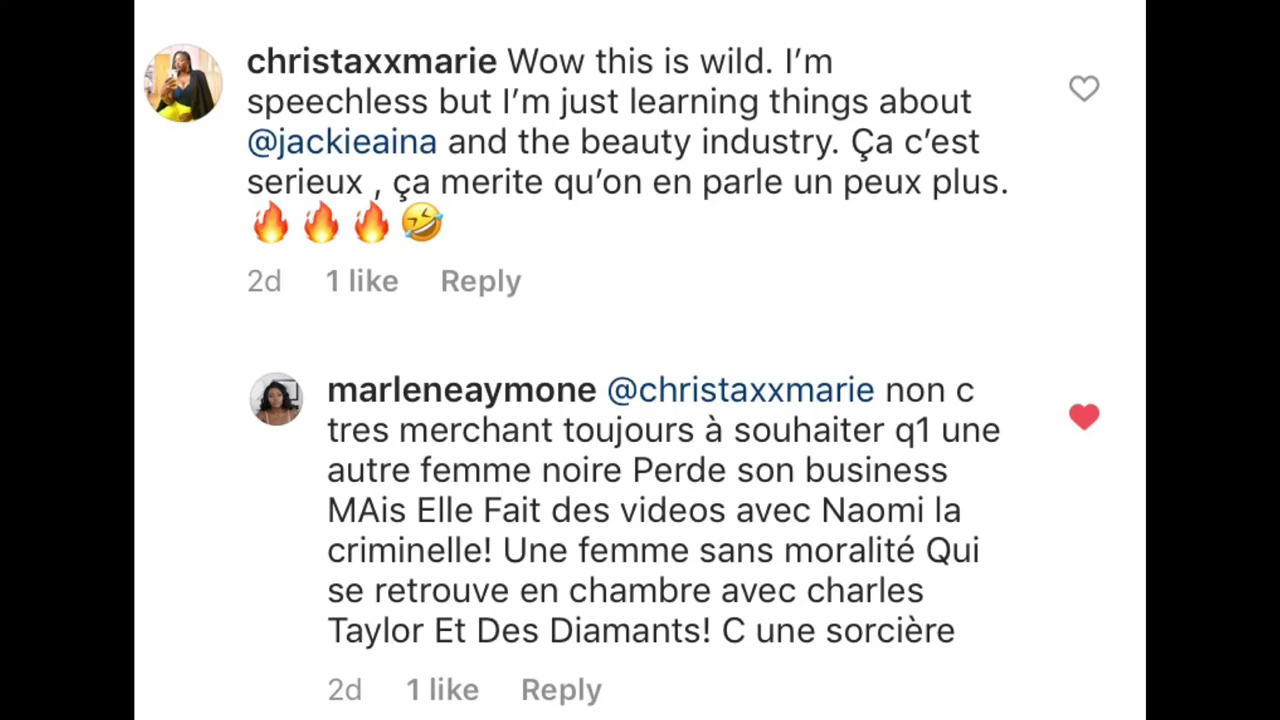 christaxxmarie Wow this is wild. I'm
speechless but I'm just learning things about
@jackieaina and the beauty industry. Ça c'est
serieux , ça merite qu'on en parle un peux plus.
🔥🔥🔥🤣
2d 1 like Reply
marleneaymone @christaxxmarie non c
tres merchant toujours à souhaiter q1 une
autre femme noire Perde son business
MAis Elle Fait des videos avec Naomi la
criminelle! Une femme sans moralité Qui
se retrouve en chambre avec charles
Taylor Et Des Diamants! C une sorcière
2d 1 like Reply